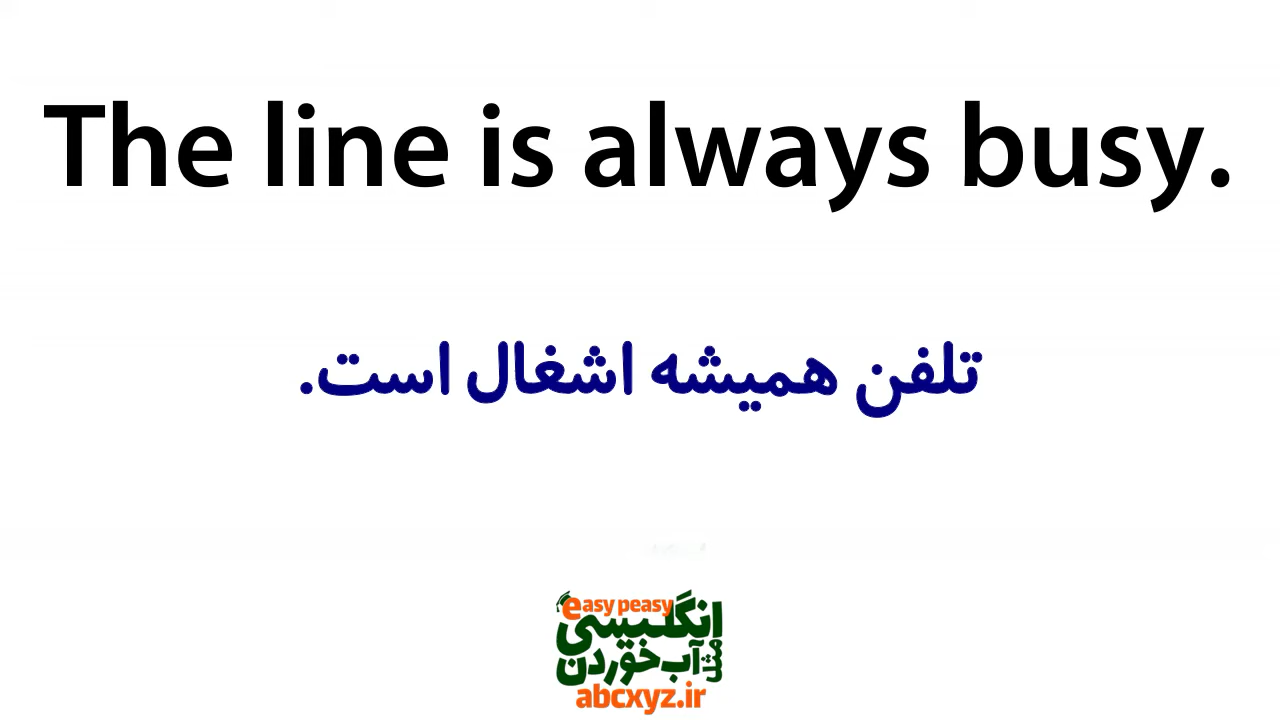 The line is always busy.
تلفن همیشه اشغال است.
easy peasy
انگلیسی
مثل آب خوردن
abcxyz.ir